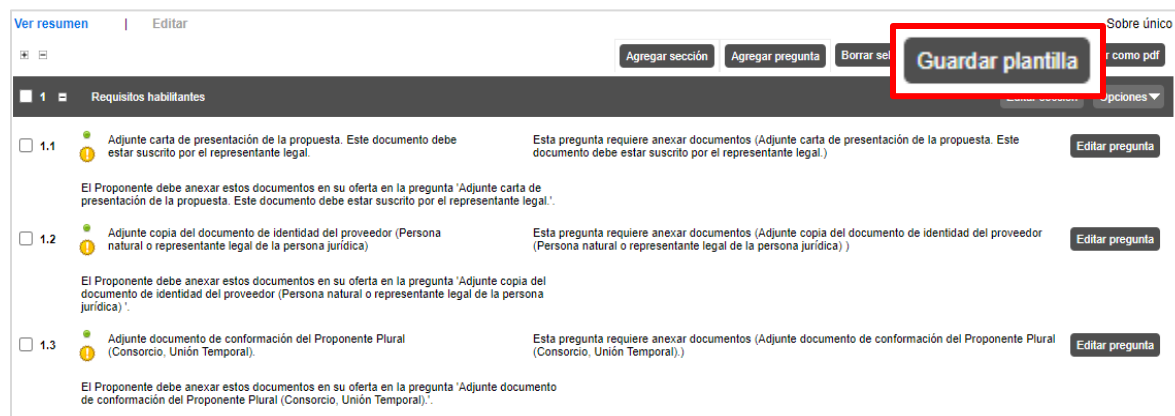 Ver resumen | Editar Sobre único
Agregar sección Agregar pregunta Borrar sel Guardar plantilla r como pdf
1 Requisitos habilitantes Editar sección Opciones
1.1 Adjunte carta de presentación de la propuesta. Este documento debe Esta pregunta requiere anexar documentos (Adjunte carta de presentación de la propuesta. Este Editar pregunta
estar suscrito por el representante legal. documento debe estar suscrito por el representante legal.)
El Proponente debe anexar estos documentos en su oferta en la pregunta 'Adjunte carta de
presentación de la propuesta. Este documento debe estar suscrito por el representante legal.'.
1.2 Adjunte copia del documento de identidad del proveedor (Persona Esta pregunta requiere anexar documentos (Adjunte copia del documento de identidad del proveedor Editar pregunta
natural o representante legal de la persona jurídica) (Persona natural o representante legal de la persona jurídica) )
El Proponente debe anexar estos documentos en su oferta en la pregunta 'Adjunte copia del
documento de identidad del proveedor (Persona natural o representante legal de la persona
jurídica) '.
1.3 Adjunte documento de conformación del Proponente Plural Esta pregunta requiere anexar documentos (Adjunte documento de conformación del Proponente Plural Editar pregunta
(Consorcio, Unión Temporal). (Consorcio, Unión Temporal).)
El Proponente debe anexar estos documentos en su oferta en la pregunta 'Adjunte documento
de conformación del Proponente Plural (Consorcio, Unión Temporal).'.